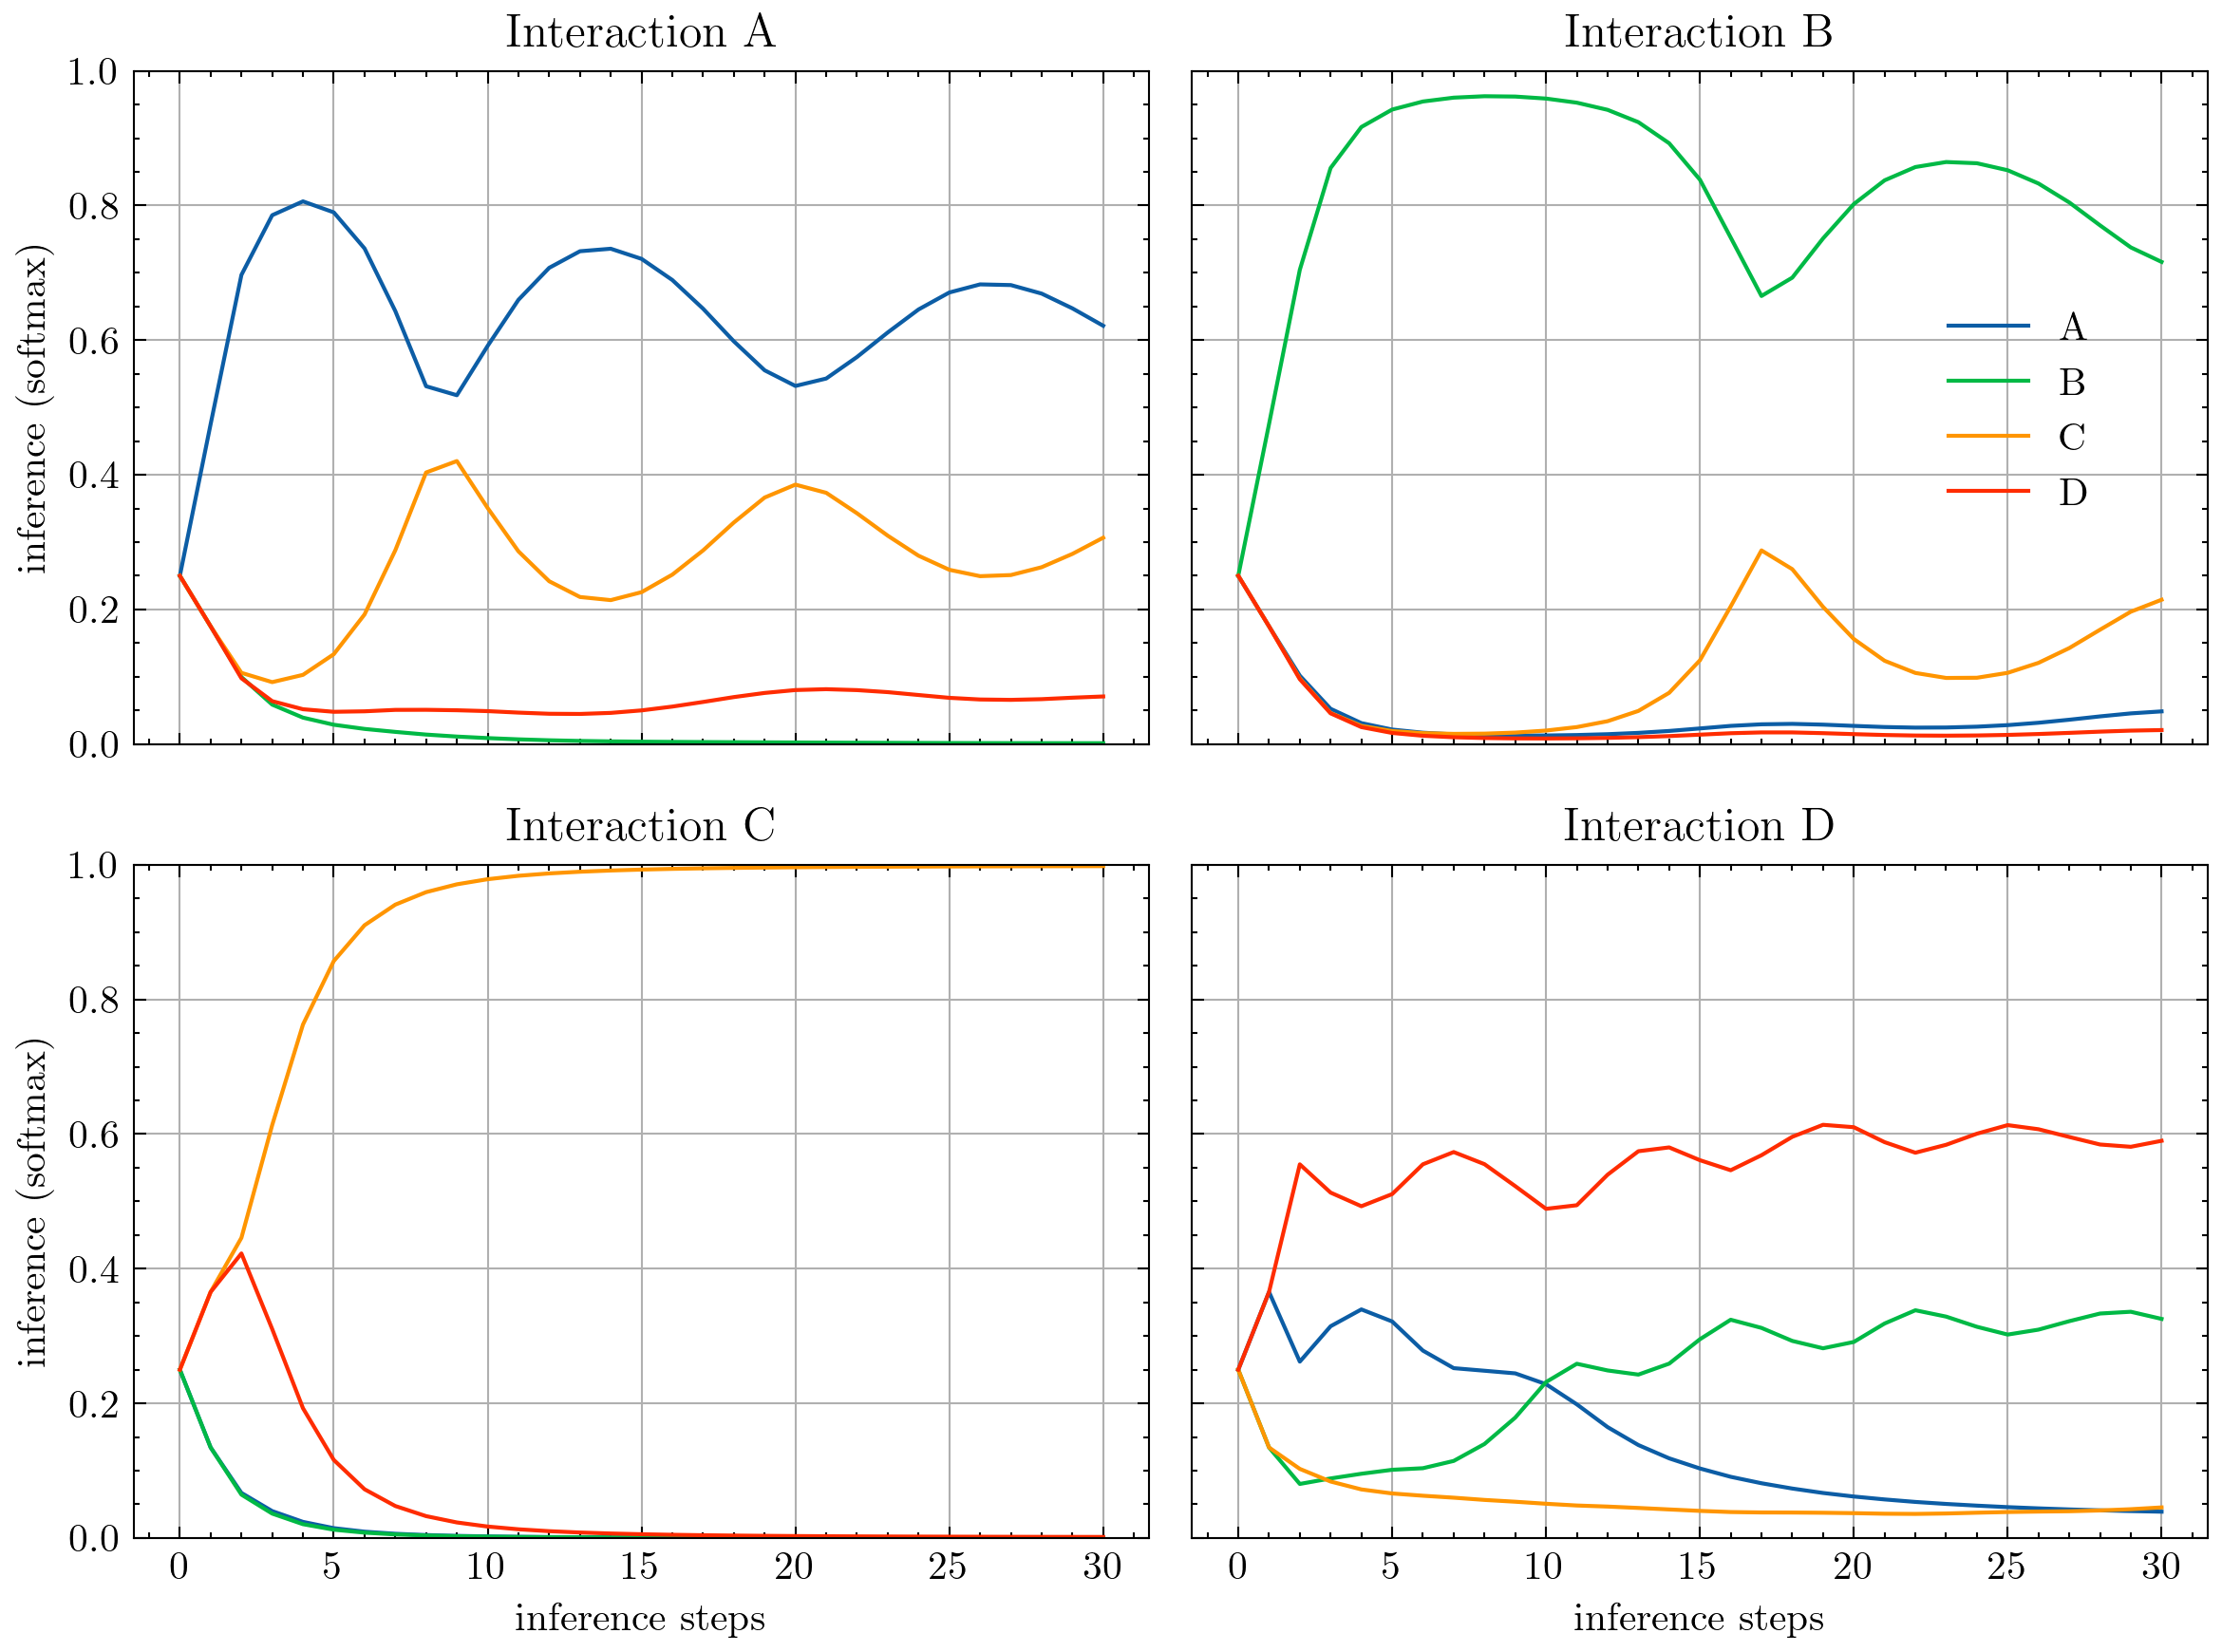 Interaction A
Interaction B
1.0
0.8
0.6
0.4
0.2
0.0
inference (softmax)
A
B
C
D
Interaction C
Interaction D
1.0
0.8
0.6
0.4
0.2
0.0
inference (softmax)
0 5 10 15 20 25 30
0 5 10 15 20 25 30
inference steps
inference steps